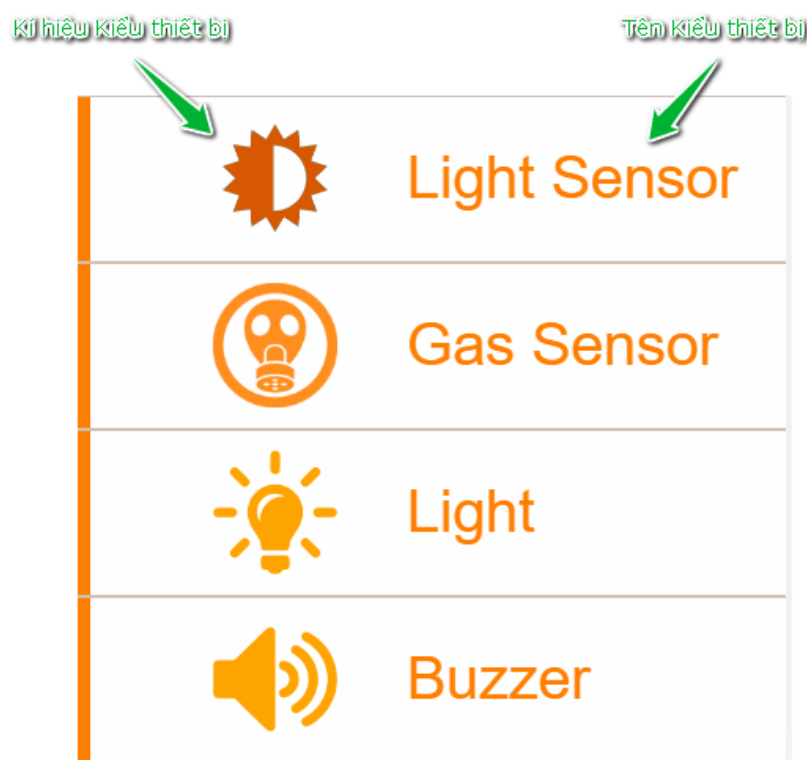 Kí hiệu Kiểu thiết bị
Tên Kiểu thiết bị
Light Sensor
Gas Sensor
Light
Buzzer